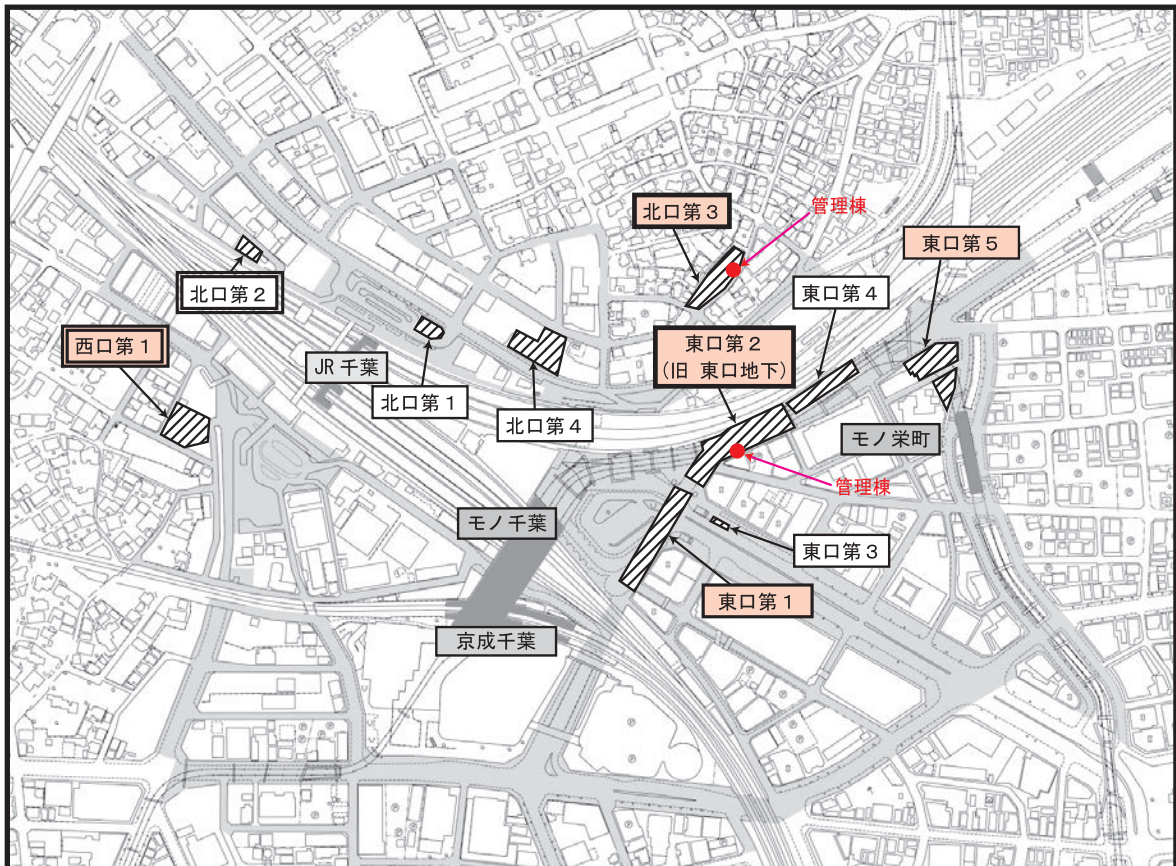 北口第3
管理棟
東口第5
東口第4
北口第2
西口第1
JR 千葉
北口第1
北口第4
東口第2
(旧 東口地下)
モノ栄町
管理棟
モノ千葉
東口第3
東口第1
京成千葉